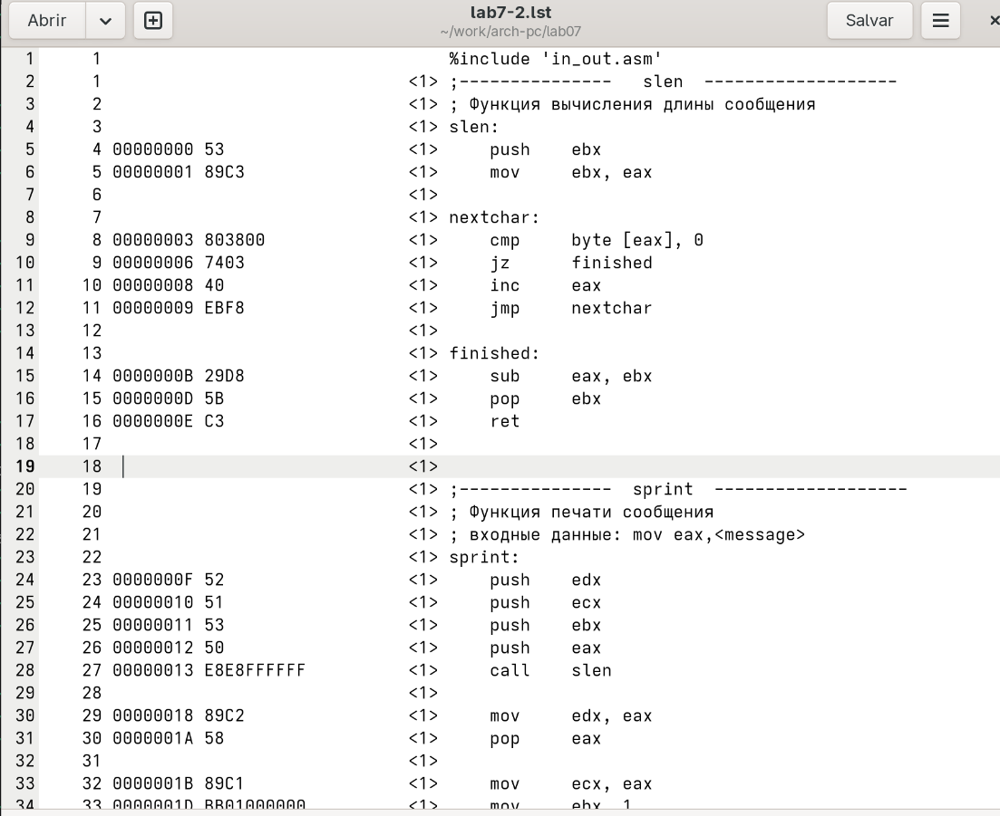 Abrir lab7-2.lst Salvar
~/work/arch-pc/lab07
1 1 %include 'in_out.asm'
2 1 <1> ;--------------- slen -------------------
3 2 <1> ; Функция вычисления длины сообщения
4 3 <1> slen:
5 4 00000000 53 <1> push ebx
6 5 00000001 89C3 <1> mov ebx, eax
7 6 <1>
8 7 <1> nextchar:
9 8 00000003 803800 <1> cmp byte [eax], 0
10 9 00000006 7403 <1> jz finished
11 10 00000008 40 <1> inc eax
12 11 00000009 EBF8 <1> jmp nextchar
13 12 <1>
14 13 <1> finished:
15 14 0000000B 29D8 <1> sub eax, ebx
16 15 0000000D 5B <1> pop ebx
17 16 0000000E C3 <1> ret
18 17 <1>
19 18 <1>
20 19 <1> ;--------------- sprint -------------------
21 20 <1> ; Функция печати сообщения
22 21 <1> ; входные данные: mov eax,<message>
23 22 <1> sprint:
24 23 0000000F 52 <1> push edx
25 24 00000010 51 <1> push ecx
26 25 00000011 53 <1> push ebx
27 26 00000012 50 <1> push eax
28 27 00000013 E8E8FFFFFF <1> call slen
29 28 <1>
30 29 00000018 89C2 <1> mov edx, eax
31 30 0000001A 58 <1> pop eax
32 31 <1>
33 32 0000001B 89C1 <1> mov ecx, eax
34 33 0000001D BB01000000 <1> mov ebx, 1